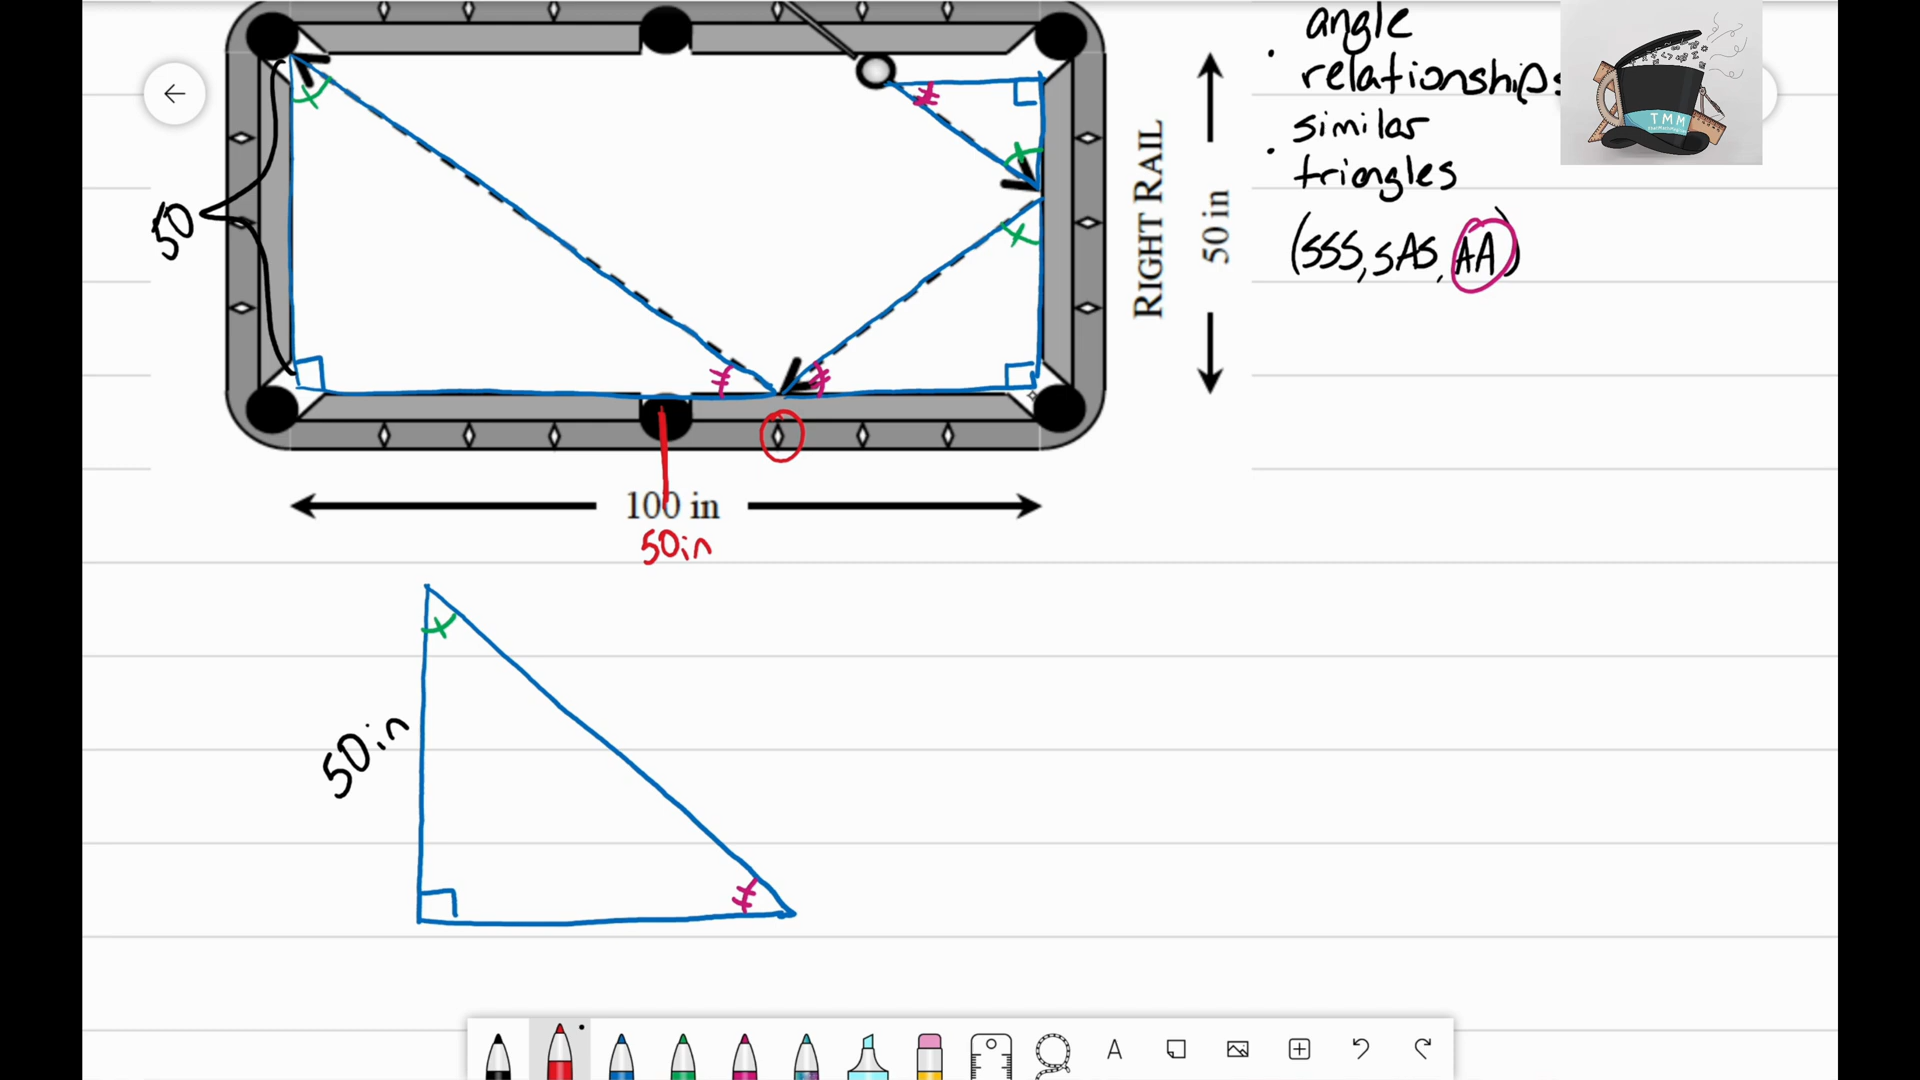 angle
relationships
similar
triangles
(SSS, SAS, AA)
TMM
50
RIGHT RAIL
50 in
100 in
50in
50in
A